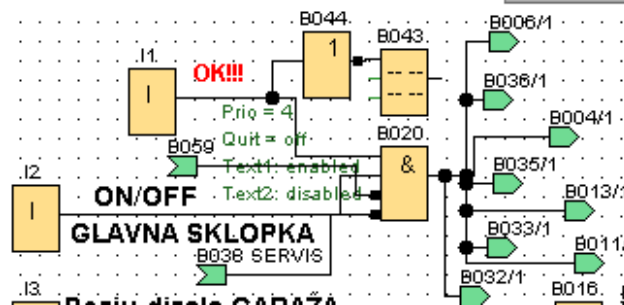 B044
B006/1
I1
B043
OK!!!
1
B036/1
I
Prio = 4
B004/1
Quit = off
B020
B059
Text1: enabled
&
B035/1
I2
ON/OFF
Text2: disabled
B013/1
I
GLAVNA SKLOPKA
B033/1
B038 SERVIS
B011/
B032/1
B016
I3
GARAŽA